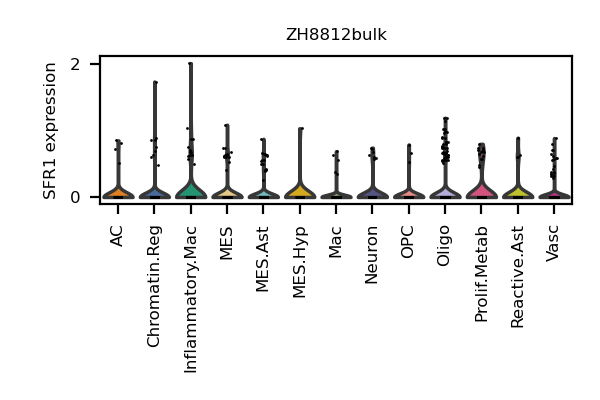 ZH8812bulk
SFR1 expression
2
0
AC
Chromatin.Reg
Inflammatory.Mac
MES
MES.Ast
MES.Hyp
Mac
Neuron
OPC
Oligo
Prolif.Metab
Reactive.Ast
Vasc